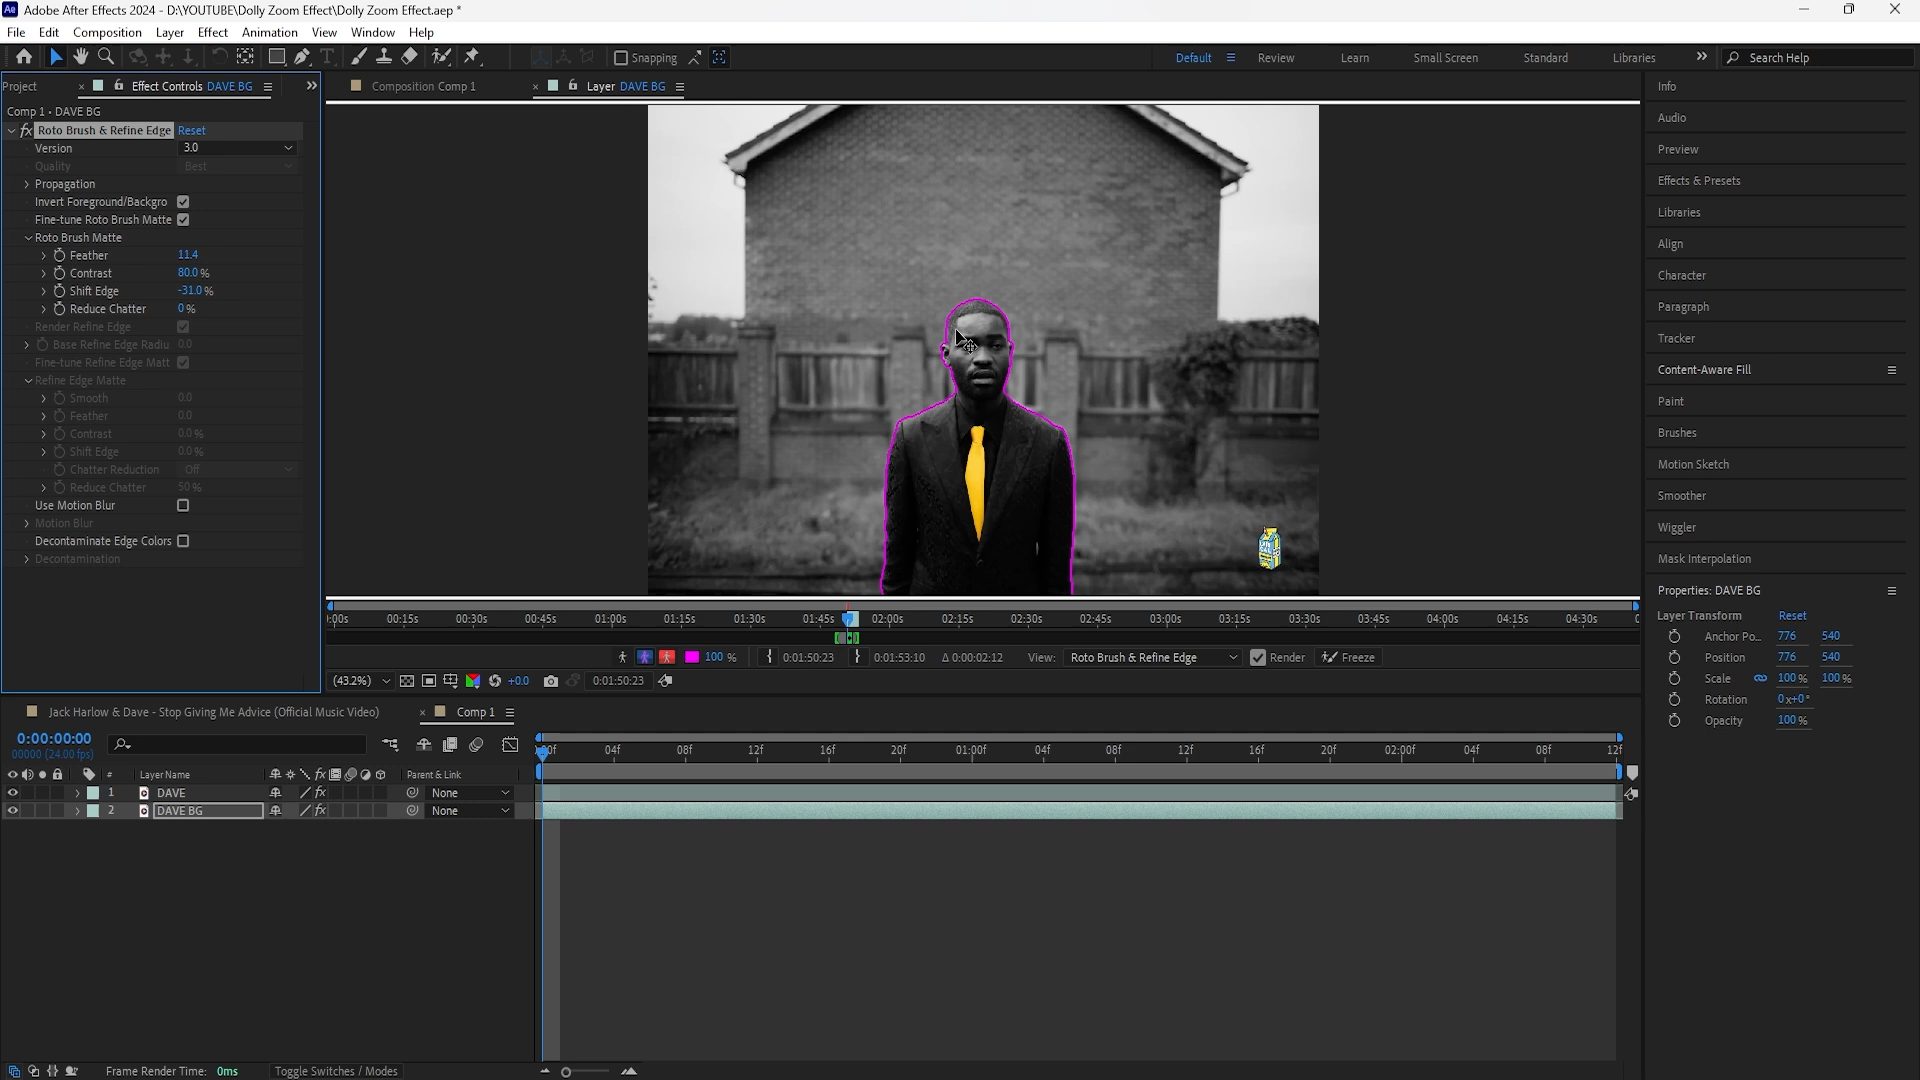 Adobe After Effects 2024 - D:\YOUTUBE\Dolly Zoom Effect\Dolly Zoom Effect.aep *
File Edit Composition Layer Effect Animation View Window Help
Snapping
Default Review Learn Small Screen Standard Libraries Search Help
Project Effect Controls DAVE BG
Composition Comp 1
Layer DAVE BG
Comp 1 • DAVE BG
fx Roto Brush & Refine Edge Reset
Version 3.0
Quality Best
Propagation
Invert Foreground/Backgro
Fine-tune Roto Brush Matte
Roto Brush Matte
Feather 11.4
Contrast 80.0 %
Shift Edge -31.0 %
Reduce Chatter 0 %
Render Refine Edge
Base Refine Edge Radiu 0.0
Fine-tune Refine Edge Matt
Refine Edge Matte
Smooth 0.0
Feather 0.0
Contrast 0.0 %
Shift Edge 0.0 %
Chatter Reduction Off
Reduce Chatter 50 %
Use Motion Blur
Motion Blur
Decontaminate Edge Colors
Decontamination
:00s 00:15s 00:30s 00:45s 01:00s 01:15s 01:30s 01:45s 02:00s 02:15s 02:30s 02:45s 03:00s 03:15s 03:30s 03:45s 04:00s 04:15s 04:30s
100 % 0:01:50:23 0:01:53:10 Δ 0:00:02:12 View: Roto Brush & Refine Edge Render Freeze
(43.2%) +0.0 0:01:50:23
Info
Audio
Preview
Effects & Presets
Libraries
Align
Character
Paragraph
Tracker
Content-Aware Fill
Paint
Brushes
Motion Sketch
Smoother
Wiggler
Mask Interpolation
Properties: DAVE BG
Layer Transform Reset
Anchor Po... 776 540
Position 776 540
Scale 100 % 100 %
Rotation 0x+0°
Opacity 100 %
Jack Harlow & Dave - Stop Giving Me Advice (Official Music Video) Comp 1
0:00:00:00
00000 (24.00 fps)
:00f 04f 08f 12f 16f 20f 01:00f 04f 08f 12f 16f 20f 02:00f 04f 08f 12f
# Layer Name fx Parent & Link
1 DAVE fx None
2 DAVE BG fx None
Frame Render Time: 0ms Toggle Switches / Modes